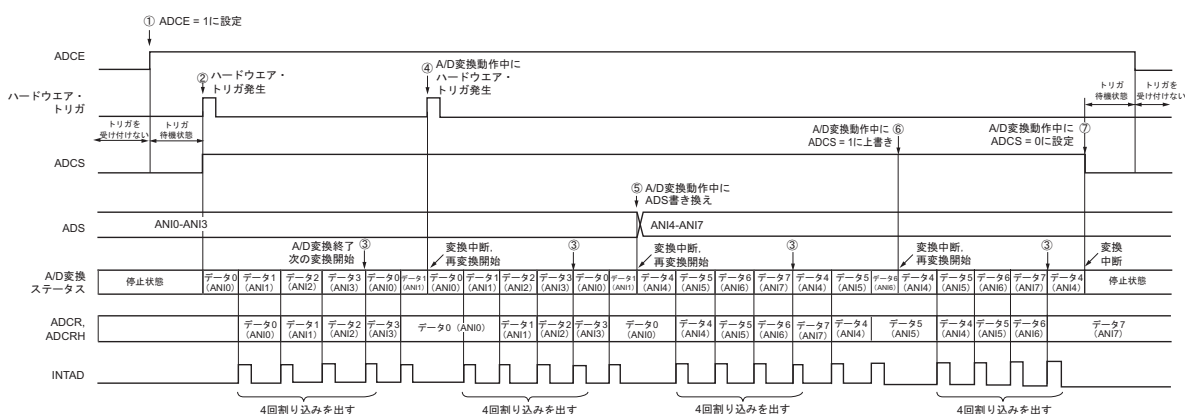 ① ADCE = 1に設定
ADCE
② ハードウエア・
トリガ発生
④ A/D変換動作中に
ハードウエア・
トリガ発生
トリガ
待機状態
トリガを
受け付けない
ハードウエア・
トリガ
トリガを
受け付けない
トリガ
待機状態
A/D変換動作中に ⑥
ADCS = 1に上書き
A/D変換動作中に ⑦
ADCS = 0に設定
ADCS
⑤ A/D変換動作中に
ADS書き換え
ADS
ANI0-ANI3
ANI4-ANI7
A/D変換終了 ③
次の変換開始
変換中断,
再変換開始
③
変換中断,
再変換開始
③
変換中断,
再変換開始
③
変換
中断
A/D変換
ステータス
停止状態
データ0 データ1 データ2 データ3 データ0 データ1 データ0 データ1 データ2 データ3 データ0 データ1 データ4 データ5 データ6 データ7 データ4 データ5 データ6 データ4 データ5 データ6 データ7 データ4
(ANI0) (ANI1) (ANI2) (ANI3) (ANI0) (ANI1) (ANI0) (ANI1) (ANI2) (ANI3) (ANI0) (ANI1) (ANI4) (ANI5) (ANI6) (ANI7) (ANI4) (ANI5) (ANI6) (ANI4) (ANI5) (ANI6) (ANI7) (ANI4)
停止状態
ADCR,
ADCRH
データ0 データ1 データ2 データ3 データ0 (ANI0) データ1 データ2 データ3 データ0 データ4 データ5 データ6 データ7 データ4 データ5 データ4 データ5 データ6 データ7
(ANI0) (ANI1) (ANI2) (ANI3) (ANI1) (ANI2) (ANI3) (ANI0) (ANI4) (ANI5) (ANI6) (ANI7) (ANI4) (ANI5) (ANI4) (ANI5) (ANI6) (ANI7)
INTAD
4回割り込みを出す
4回割り込みを出す
4回割り込みを出す
4回割り込みを出す